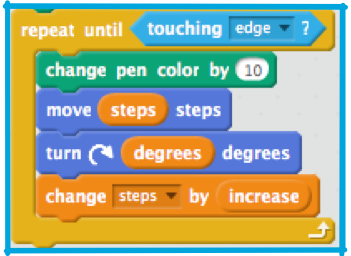 repeat until touching edge ?
change pen color by 10
move steps steps
turn degrees degrees
change steps by increase